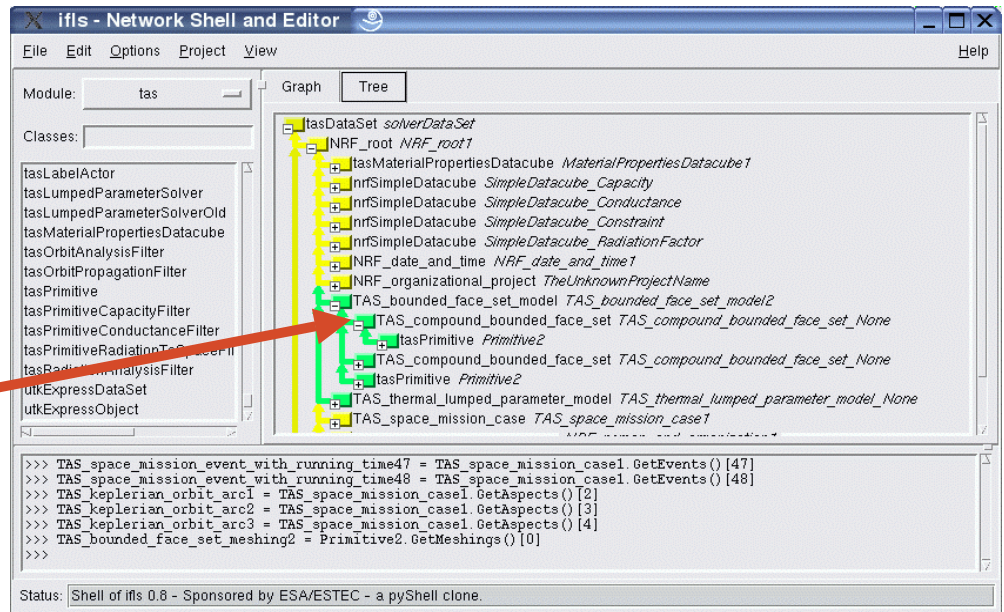 ifls - Network Shell and Editor
File Edit Options Project View Help
Module: tas
Classes:
tasLabelActor
tasLumpedParameterSolver
tasLumpedParameterSolverOld
tasMaterialPropertiesDatacube
tasOrbitAnalysisFilter
tasOrbitPropagationFilter
tasPrimitive
tasPrimitiveCapacityFilter
tasPrimitiveConductanceFilter
tasPrimitiveRadiationToSpaceFil
tasRadiationAnalysisFilter
utkExpressDataSet
utkExpressObject
Graph Tree
tasDataSet solverDataSet
NRF_root NRF_root1
tasMaterialPropertiesDatacube MaterialPropertiesDatacube1
nrfSimpleDatacube SimpleDatacube_Capacity
nrfSimpleDatacube SimpleDatacube_Conductance
nrfSimpleDatacube SimpleDatacube_Constraint
nrfSimpleDatacube SimpleDatacube_RadiationFactor
NRF_date_and_time NRF_date_and_time1
NRF_organizational_project TheUnknownProjectName
TAS_bounded_face_set_model TAS_bounded_face_set_model2
TAS_compound_bounded_face_set TAS_compound_bounded_face_set_None
tasPrimitive Primitive2
TAS_compound_bounded_face_set TAS_compound_bounded_face_set_None
tasPrimitive Primitive2
TAS_thermal_lumped_parameter_model TAS_thermal_lumped_parameter_model_None
TAS_space_mission_case TAS_space_mission_case1
>>> TAS_space_mission_event_with_running_time47 = TAS_space_mission_case1.GetEvents()[47]
>>> TAS_space_mission_event_with_running_time48 = TAS_space_mission_case1.GetEvents()[48]
>>> TAS_keplerian_orbit_arc1 = TAS_space_mission_case1.GetAspects()[2]
>>> TAS_keplerian_orbit_arc2 = TAS_space_mission_case1.GetAspects()[3]
>>> TAS_keplerian_orbit_arc3 = TAS_space_mission_case1.GetAspects()[4]
>>> TAS_bounded_face_set_meshing2 = Primitive2.GetMeshings()[0]
>>>
Status: Shell of ifls 0.8 - Sponsored by ESA/ESTEC - a pyShell clone.